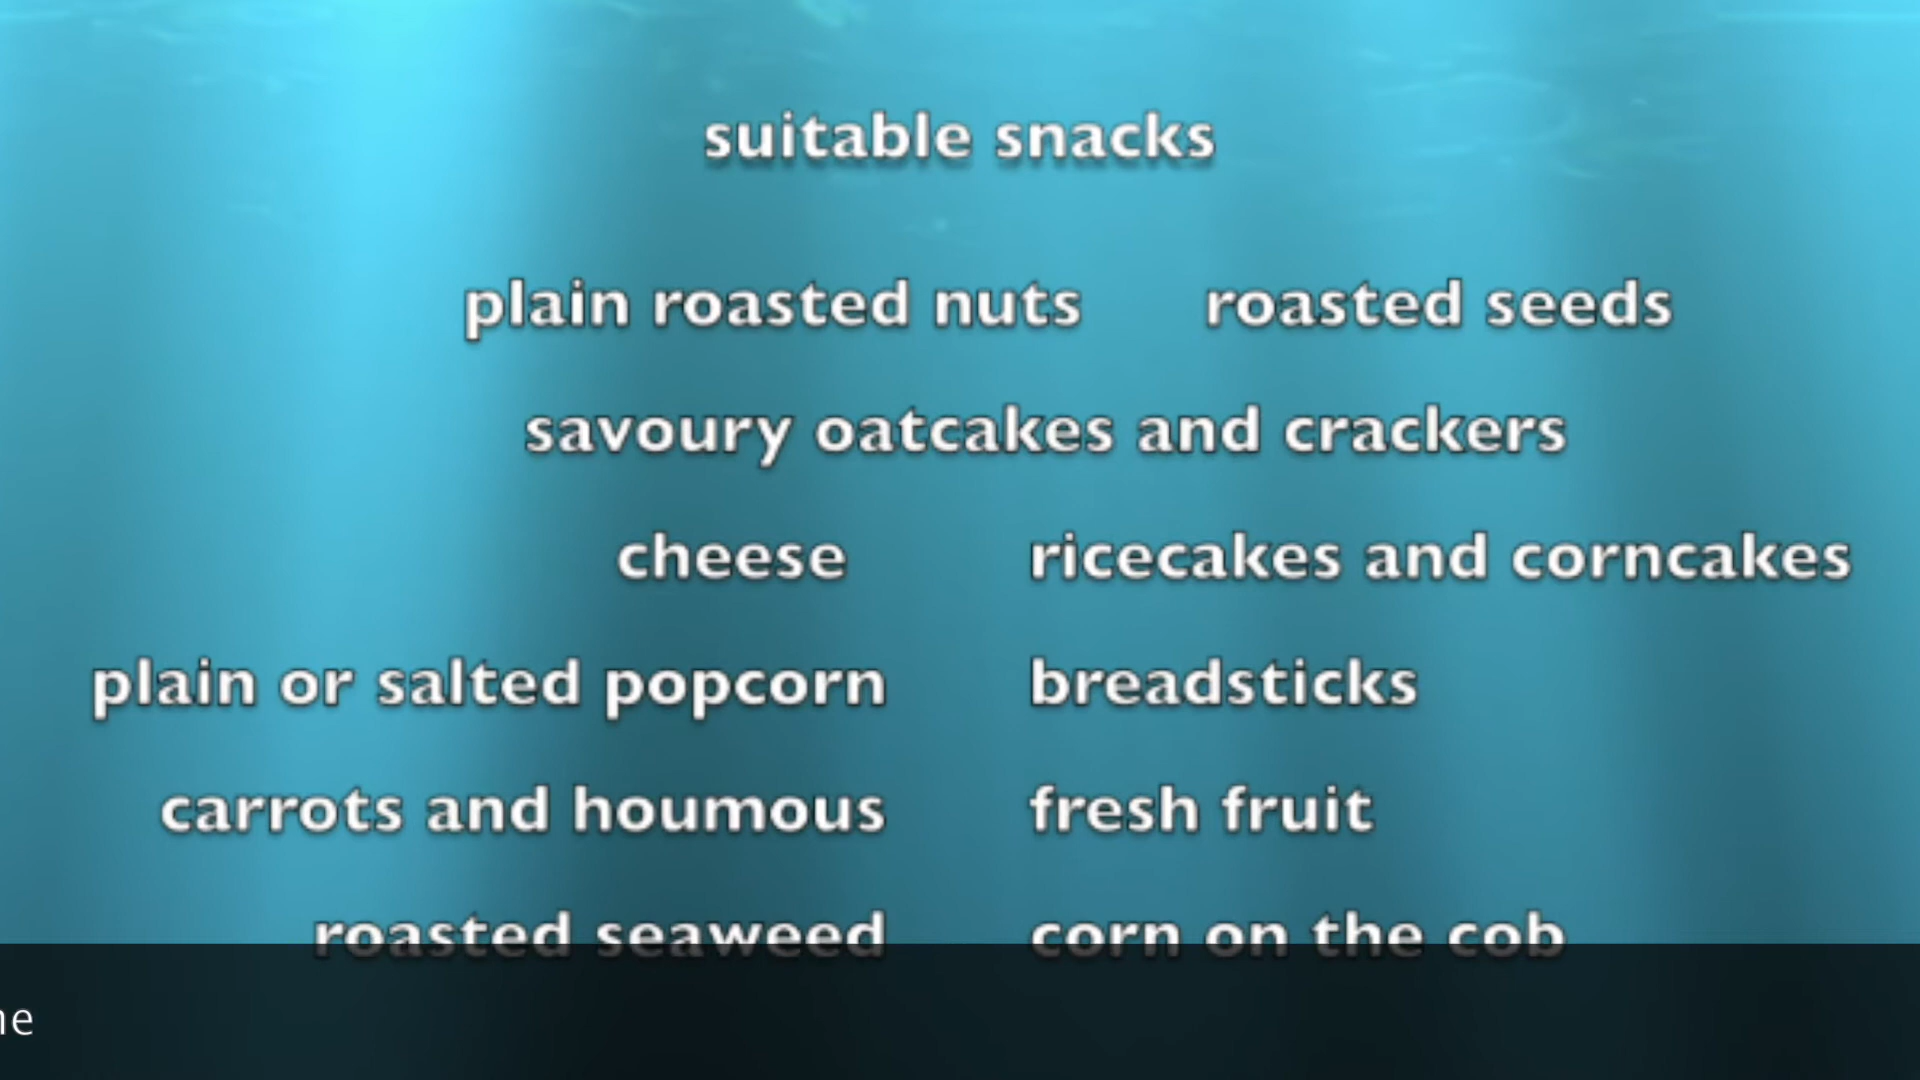 suitable snacks
plain roasted nuts roasted seeds
savoury oatcakes and crackers
cheese ricecakes and corncakes
plain or salted popcorn breadsticks
carrots and houmous fresh fruit
roasted seaweed corn on the cob